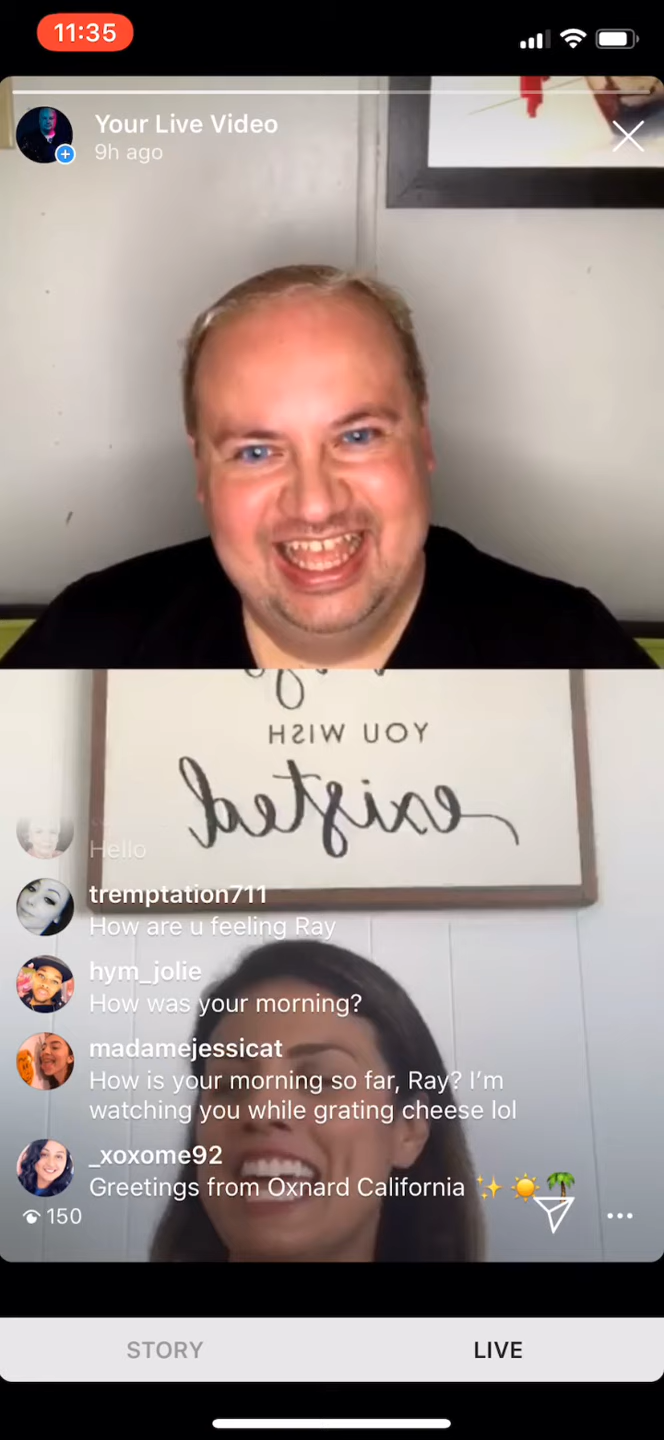 11:35
Your Live Video
9h ago
YOU WISH
existed
Hello
tremptation711
How are u feeling Ray
hym_jolie
How was your morning?
madamejessicat
How is your morning so far, Ray? I’m
watching you while grating cheese lol
_xoxome92
Greetings from Oxnard California ✨☀️🌴
150
STORY
LIVE